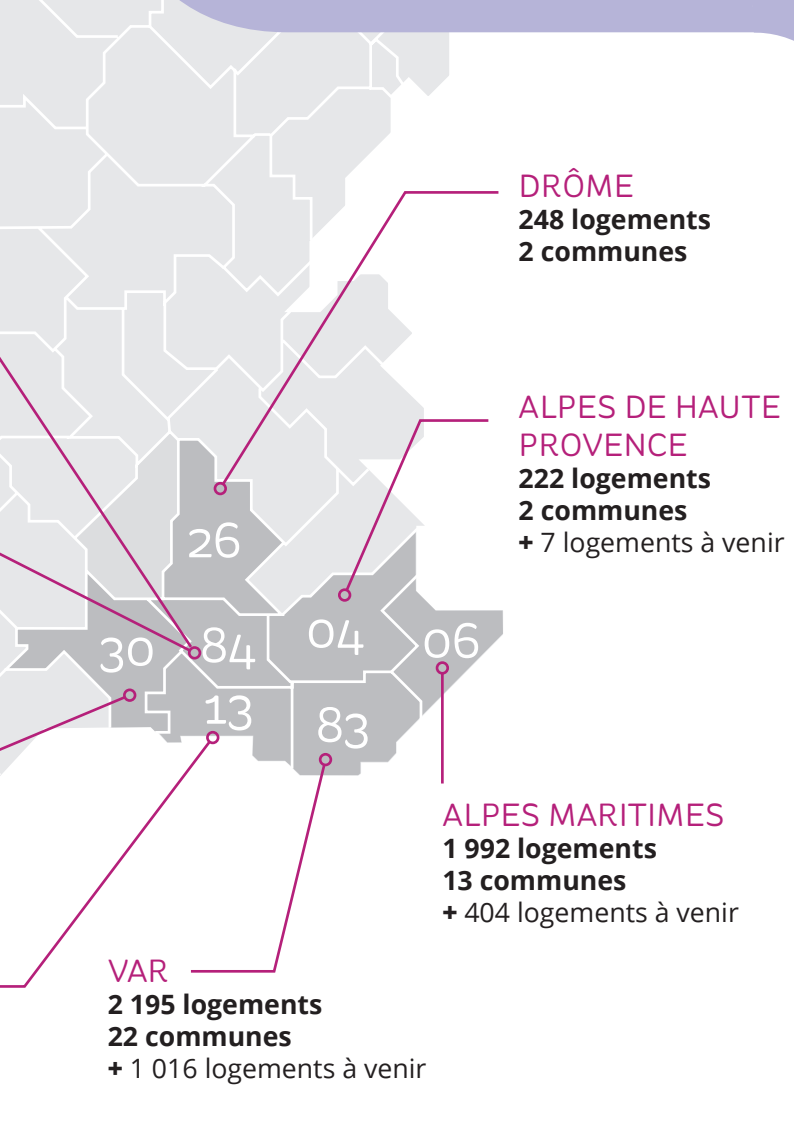 DRÔME
248 logements
2 communes
ALPES DE HAUTE
PROVENCE
222 logements
2 communes
+ 7 logements à venir
26
30
84
04
06
13
83
ALPES MARITIMES
1 992 logements
13 communes
+ 404 logements à venir
VAR
2 195 logements
22 communes
+ 1 016 logements à venir